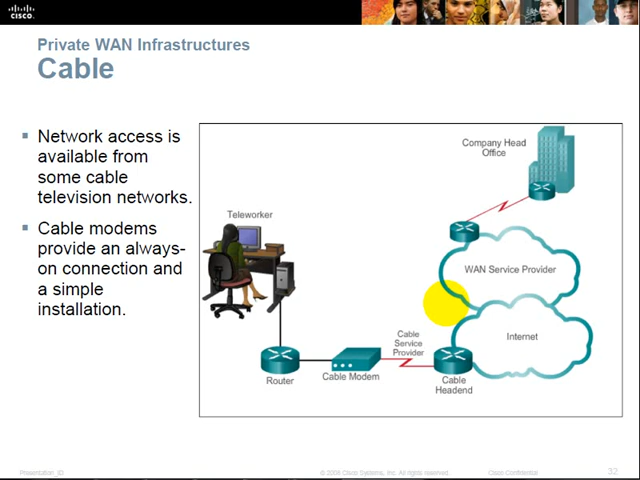 CISCO
Private WAN Infrastructures
Cable
Network access is
available from
some cable
television networks.
Cable modems
provide an always-
on connection and
a simple
installation.
Company Head
Office
Teleworker
WAN Service Provider
Internet
Cable
Service
Provider
Router
Cable Modem
Cable
Headend
Presentation_ID
© 2008 Cisco Systems, Inc. All rights reserved.
Cisco Confidential
32